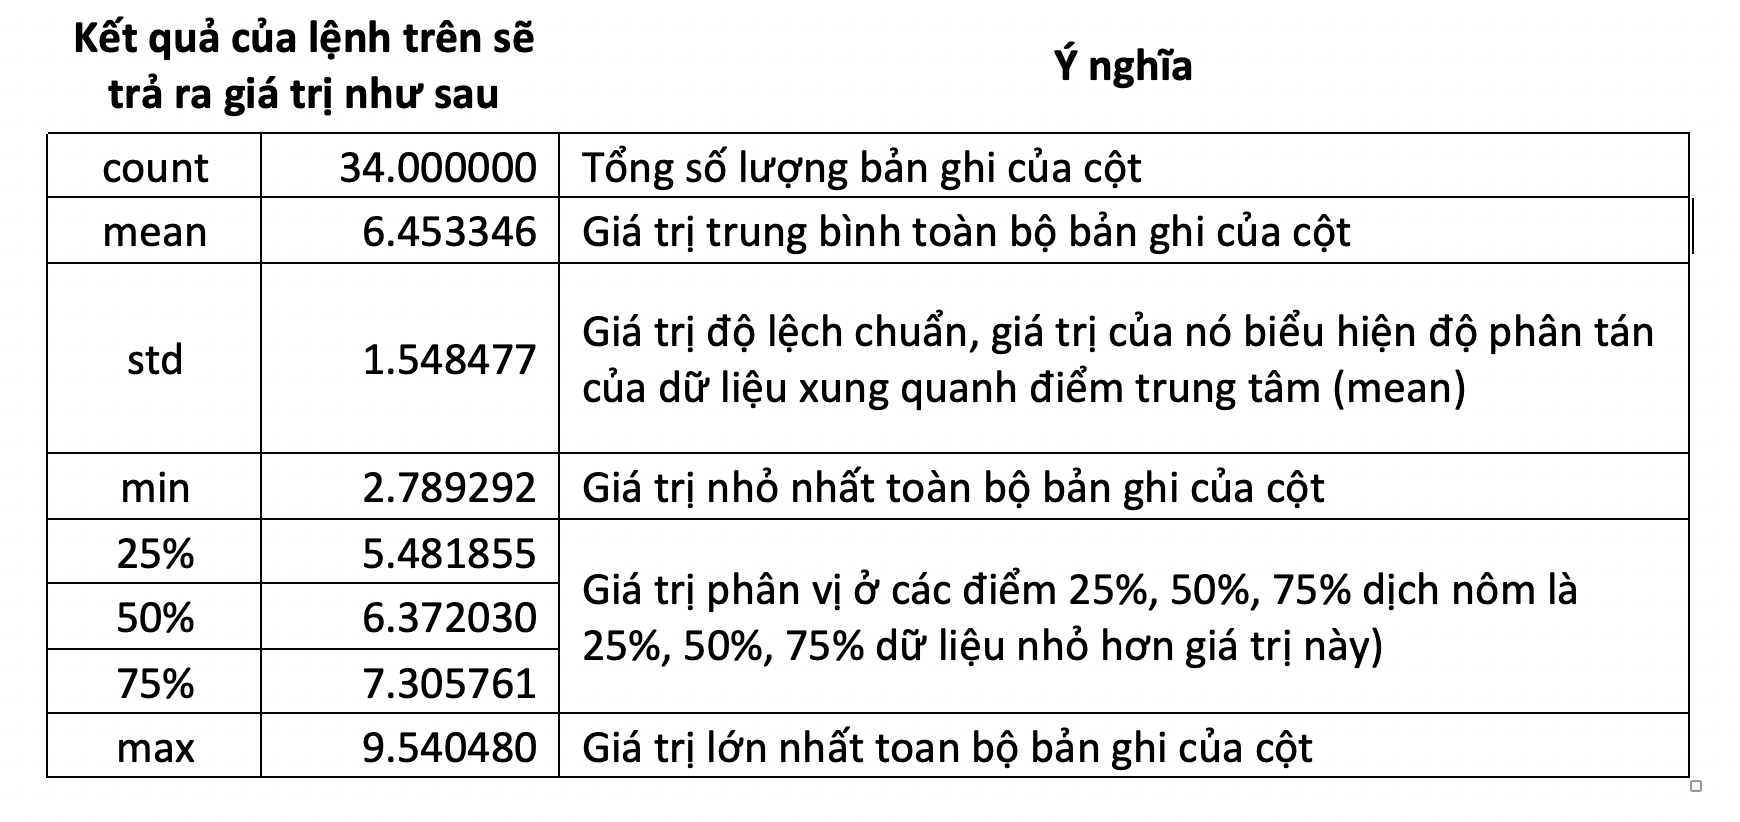 Kết quả của lệnh trên sẽ
trả ra giá trị như sau
Ý nghĩa
count 34.000000 Tổng số lượng bản ghi của cột
mean 6.453346 Giá trị trung bình toàn bộ bản ghi của cột
std 1.548477 Giá trị độ lệch chuẩn, giá trị của nó biểu hiện độ phân tán
của dữ liệu xung quanh điểm trung tâm (mean)
min 2.789292 Giá trị nhỏ nhất toàn bộ bản ghi của cột
25% 5.481855
50% 6.372030
75% 7.305761
Giá trị phân vị ở các điểm 25%, 50%, 75% dịch nôm là
25%, 50%, 75% dữ liệu nhỏ hơn giá trị này)
max 9.540480 Giá trị lớn nhất toan bộ bản ghi của cột